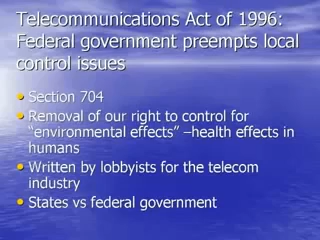 Telecommunications Act of 1996:
Federal government preempts local
control issues
• Section 704
• Removal of our right to control for
“environmental effects” –health effects in
humans
• Written by lobbyists for the telecom
industry
• States vs federal government